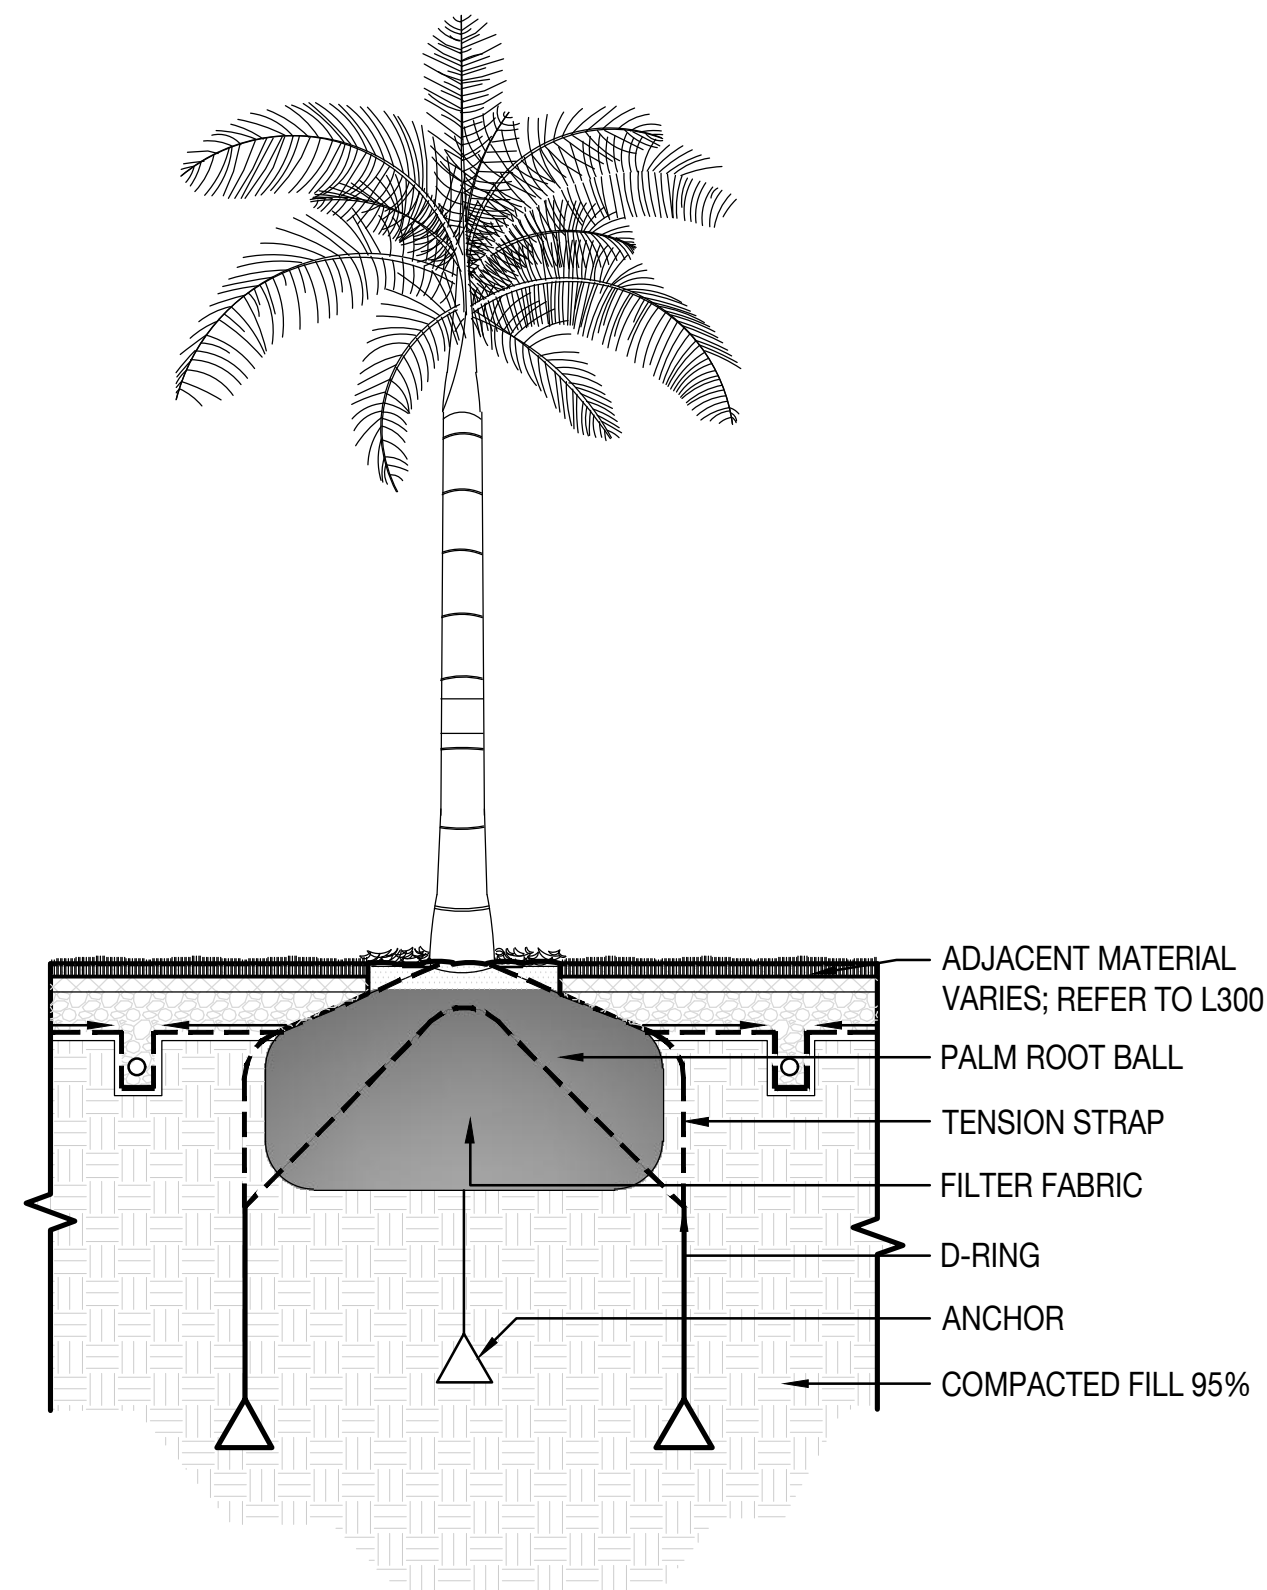 ADJACENT MATERIAL
VARIES; REFER TO L300
PALM ROOT BALL
TENSION STRAP
FILTER FABRIC
D-RING
ANCHOR
COMPACTED FILL 95%